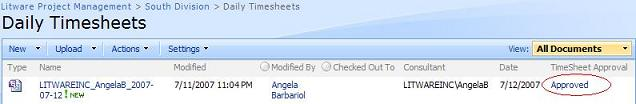 Litware Project Management > South Division > Daily Timesheets
Daily Timesheets
New Upload Actions Settings View: All Documents
Type Name Modified Modified By Checked Out To Consultant Date TimeSheet Approval
LITWAREINC_AngelaB_2007- 7/11/2007 11:04 PM Angela LITWAREINC\AngelaB 7/12/2007 Approved
07-12 ! NEW Barbariol